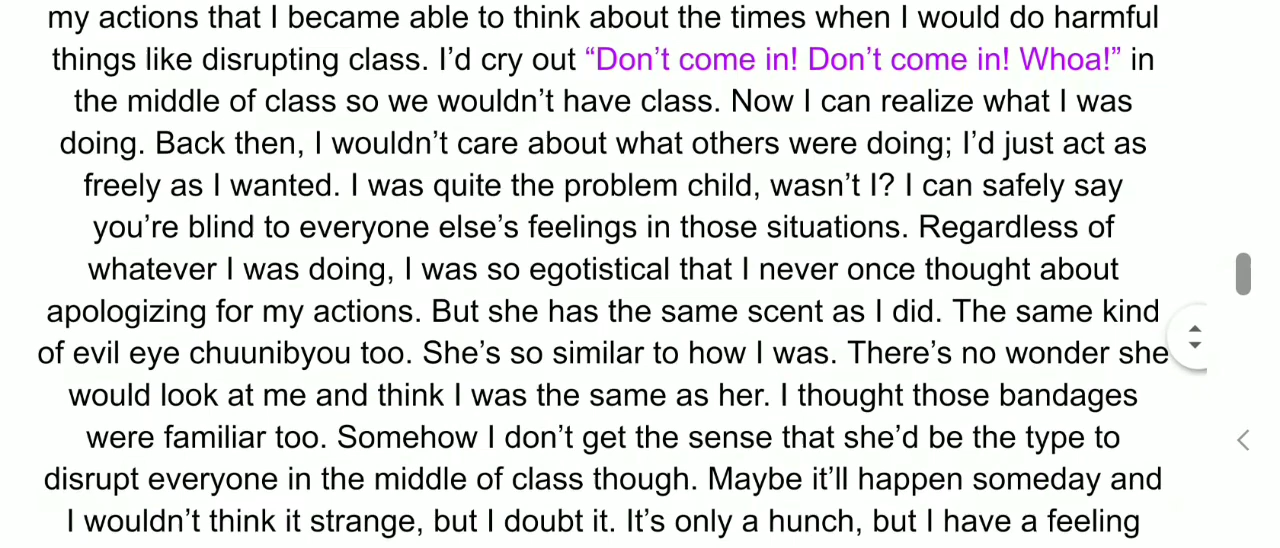 my actions that I became able to think about the times when I would do harmful
things like disrupting class. I’d cry out “Don’t come in! Don’t come in! Whoa!” in
the middle of class so we wouldn’t have class. Now I can realize what I was
doing. Back then, I wouldn’t care about what others were doing; I’d just act as
freely as I wanted. I was quite the problem child, wasn’t I? I can safely say
you’re blind to everyone else’s feelings in those situations. Regardless of
whatever I was doing, I was so egotistical that I never once thought about
apologizing for my actions. But she has the same scent as I did. The same kind
of evil eye chuunibyou too. She’s so similar to how I was. There’s no wonder she
would look at me and think I was the same as her. I thought those bandages
were familiar too. Somehow I don’t get the sense that she’d be the type to
disrupt everyone in the middle of class though. Maybe it’ll happen someday and
I wouldn’t think it strange, but I doubt it. It’s only a hunch, but I have a feeling